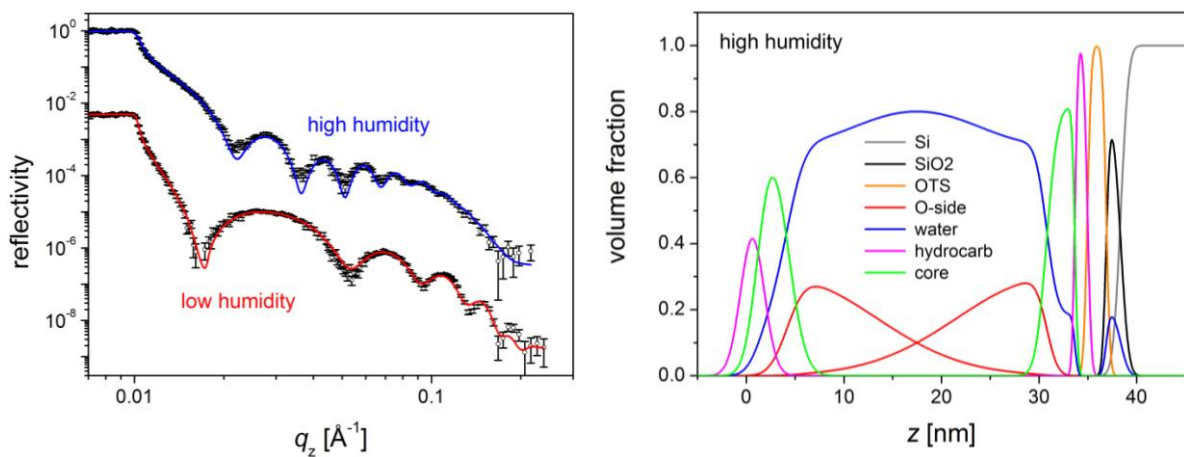 10⁰
10⁻²
10⁻⁴
10⁻⁶
10⁻⁸
reflectivity
high humidity
low humidity
0.01
0.1
q_z [Å⁻¹]
1.0
0.8
0.6
0.4
0.2
0.0
volume fraction
high humidity
Si
SiO2
OTS
O-side
water
hydrocarb
core
0
10
20
30
40
z [nm]